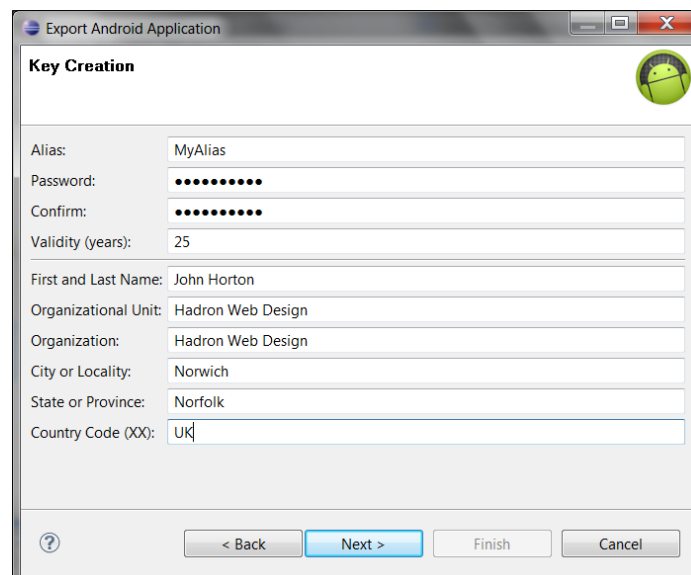 Export Android Application
Key Creation
Alias: MyAlias
Password: ●●●●●●●●●●
Confirm: ●●●●●●●●●●
Validity (years): 25
First and Last Name: John Horton
Organizational Unit: Hadron Web Design
Organization: Hadron Web Design
City or Locality: Norwich
State or Province: Norfolk
Country Code (XX): UK
? < Back Next > Finish Cancel